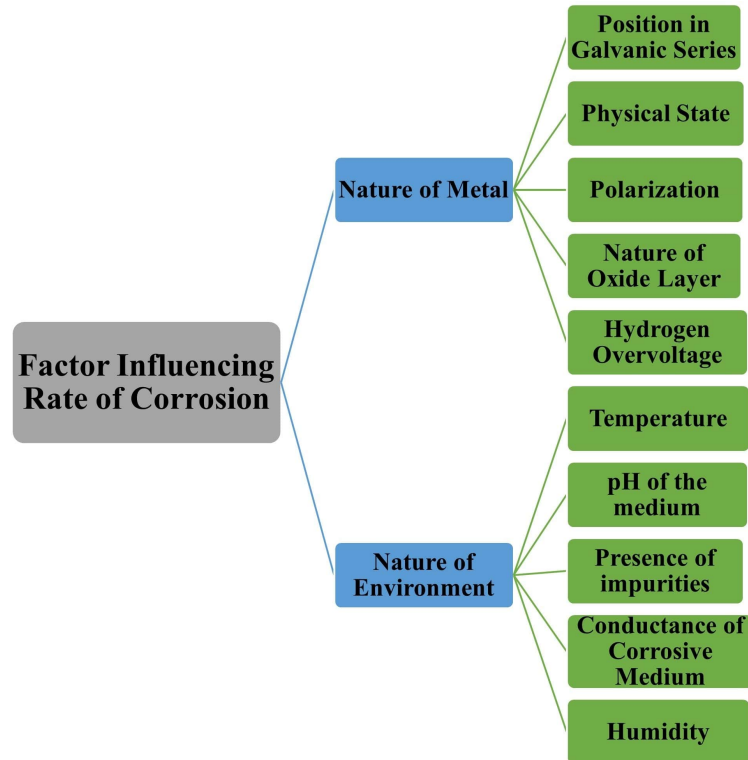 Factor Influencing
Rate of Corrosion
Nature of Metal
Position in
Galvanic Series
Physical State
Polarization
Nature of
Oxide Layer
Hydrogen
Overvoltage
Nature of
Environment
Temperature
pH of the
medium
Presence of
impurities
Conductance of
Corrosive
Medium
Humidity